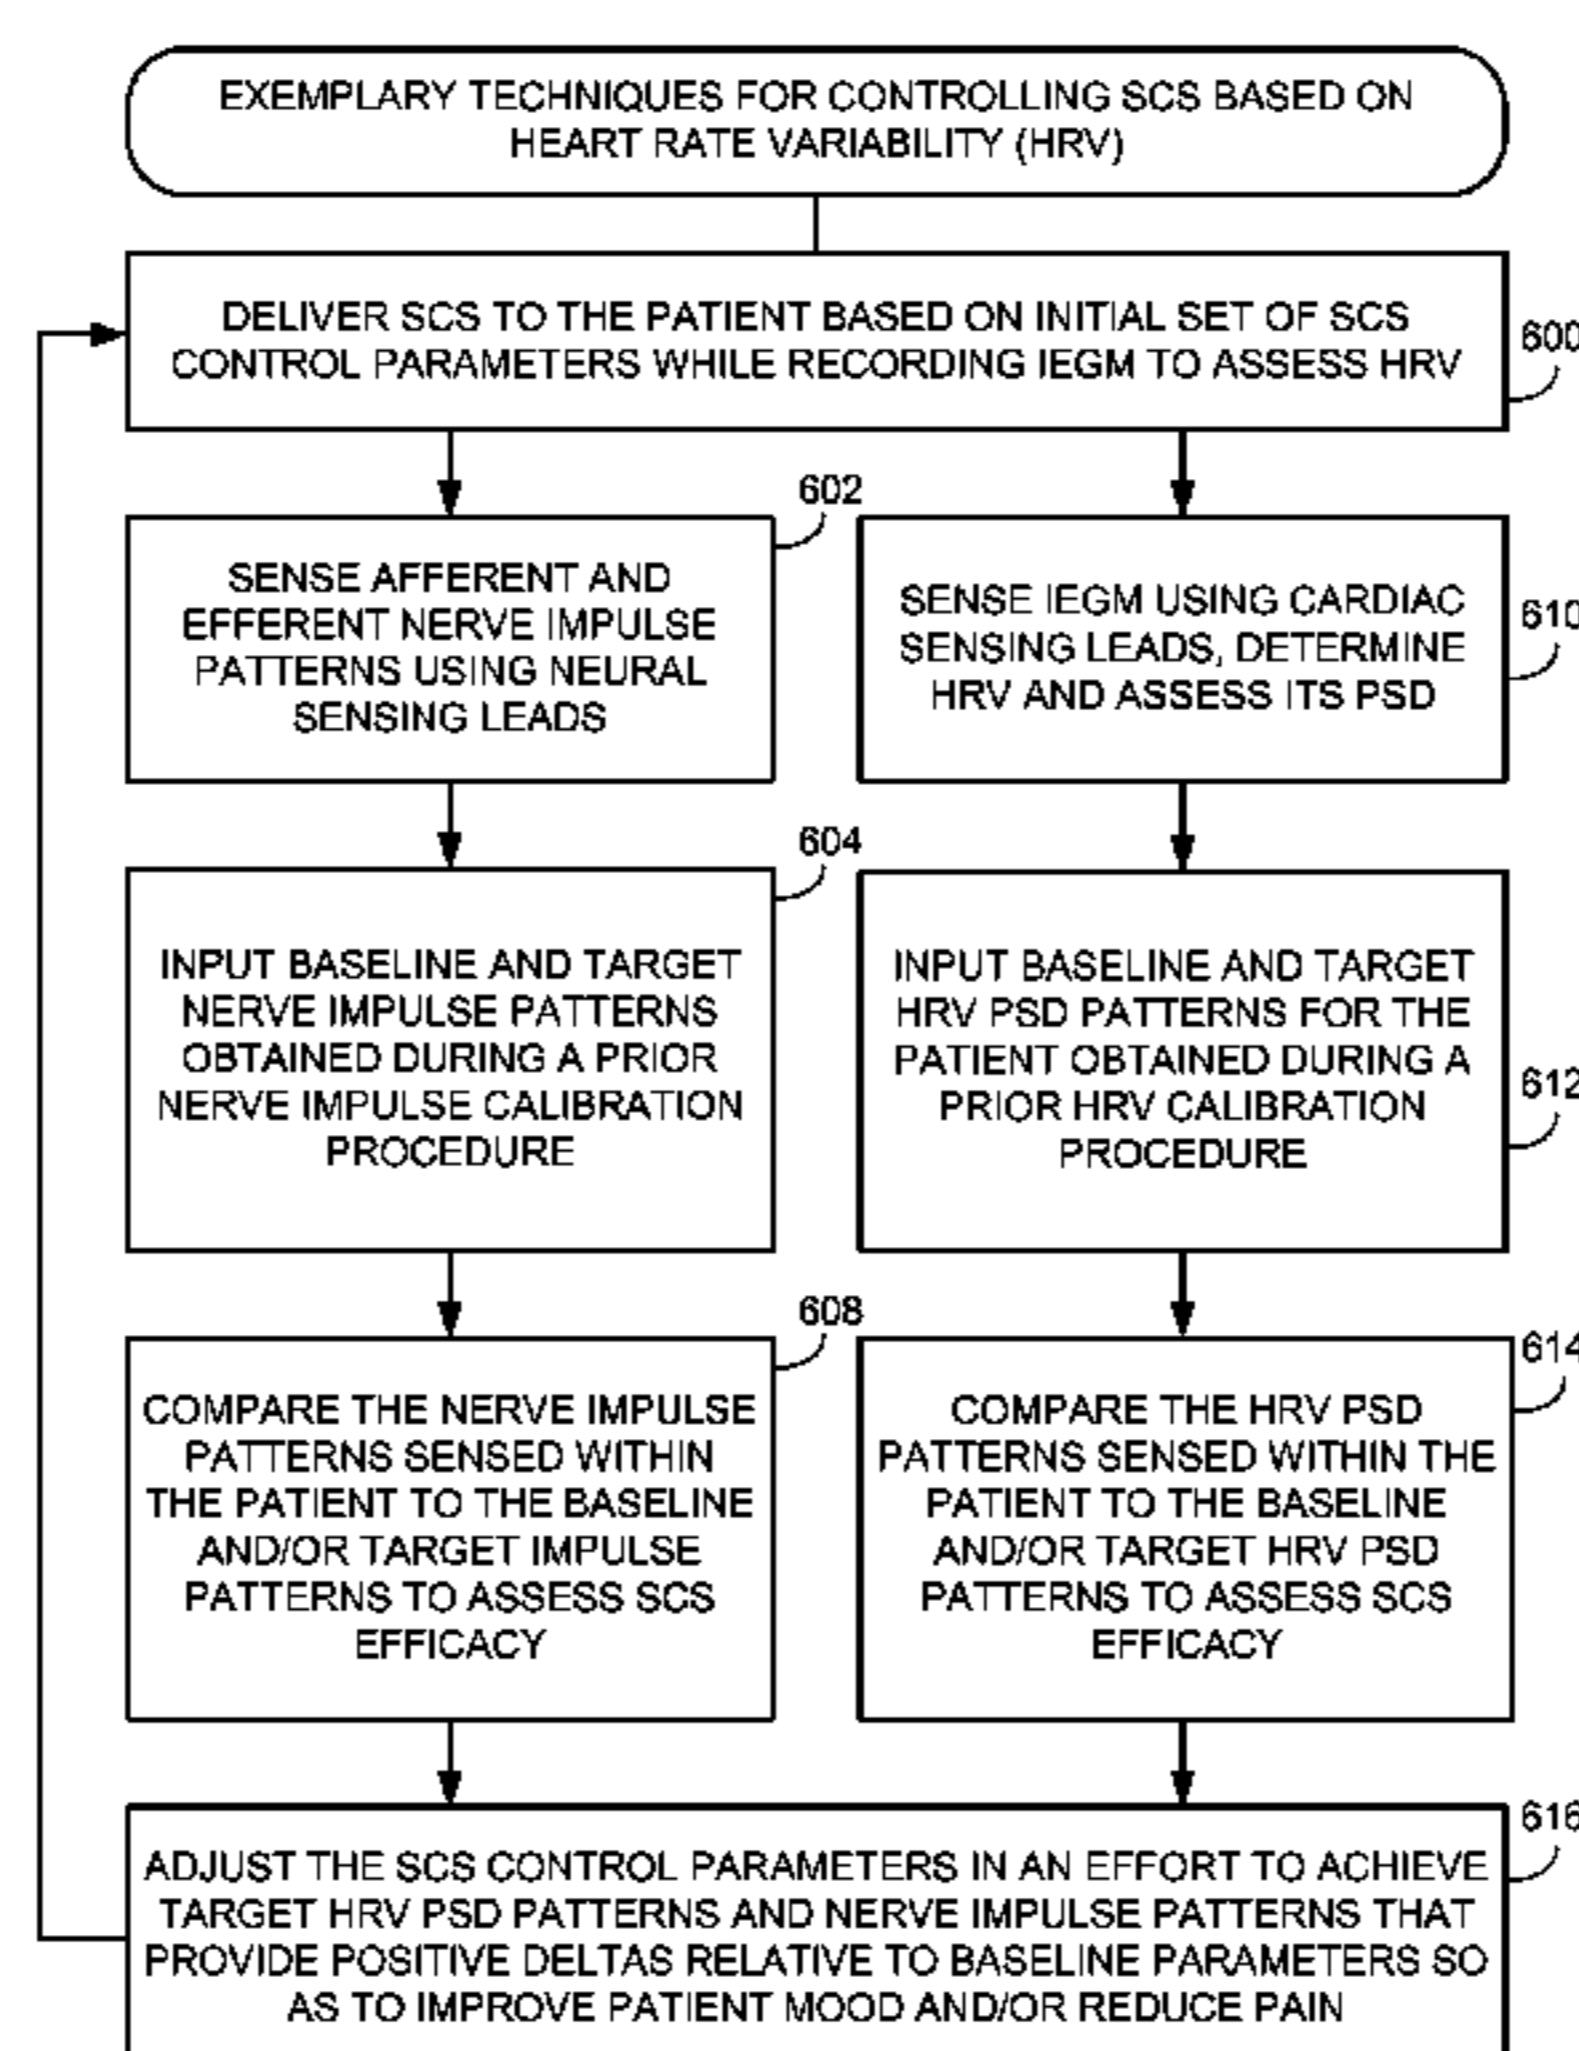 EXEMPLARY TECHNIQUES FOR CONTROLLING SCS BASED ON
HEART RATE VARIABILITY (HRV)
DELIVER SCS TO THE PATIENT BASED ON INITIAL SET OF SCS
CONTROL PARAMETERS WHILE RECORDING IEGM TO ASSESS HRV
600
602
SENSE AFFERENT AND
EFFERENT NERVE IMPULSE
PATTERNS USING NEURAL
SENSING LEADS
SENSE IEGM USING CARDIAC
SENSING LEADS, DETERMINE
HRV AND ASSESS ITS PSD
610
604
INPUT BASELINE AND TARGET
NERVE IMPULSE PATTERNS
OBTAINED DURING A PRIOR
NERVE IMPULSE CALIBRATION
PROCEDURE
INPUT BASELINE AND TARGET
HRV PSD PATTERNS FOR THE
PATIENT OBTAINED DURING A
PRIOR HRV CALIBRATION
PROCEDURE
612
608
COMPARE THE NERVE IMPULSE
PATTERNS SENSED WITHIN
THE PATIENT TO THE BASELINE
AND/OR TARGET IMPULSE
PATTERNS TO ASSESS SCS
EFFICACY
614
COMPARE THE HRV PSD
PATTERNS SENSED WITHIN THE
PATIENT TO THE BASELINE
AND/OR TARGET HRV PSD
PATTERNS TO ASSESS SCS
EFFICACY
616
ADJUST THE SCS CONTROL PARAMETERS IN AN EFFORT TO ACHIEVE
TARGET HRV PSD PATTERNS AND NERVE IMPULSE PATTERNS THAT
PROVIDE POSITIVE DELTAS RELATIVE TO BASELINE PARAMETERS SO
AS TO IMPROVE PATIENT MOOD AND/OR REDUCE PAIN